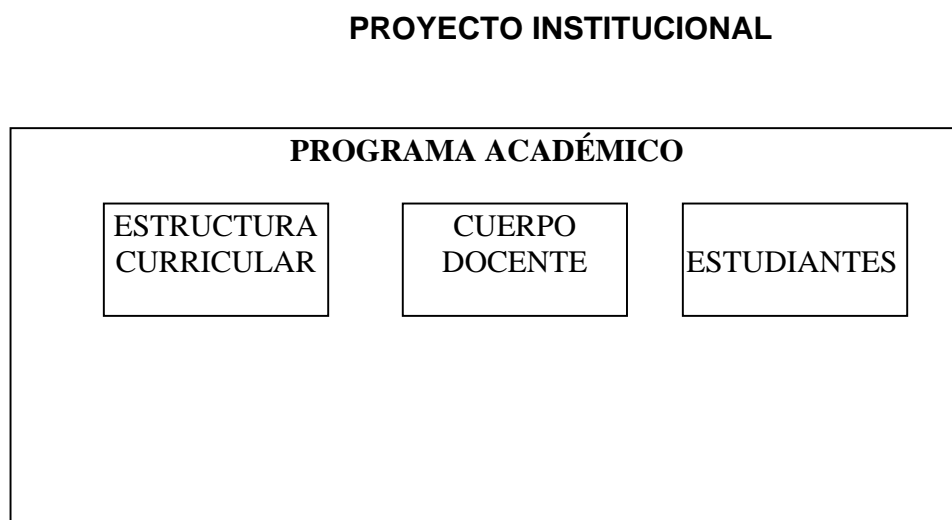 PROYECTO INSTITUCIONAL
PROGRAMA ACADÉMICO
ESTRUCTURA
CURRICULAR
CUERPO
DOCENTE
ESTUDIANTES